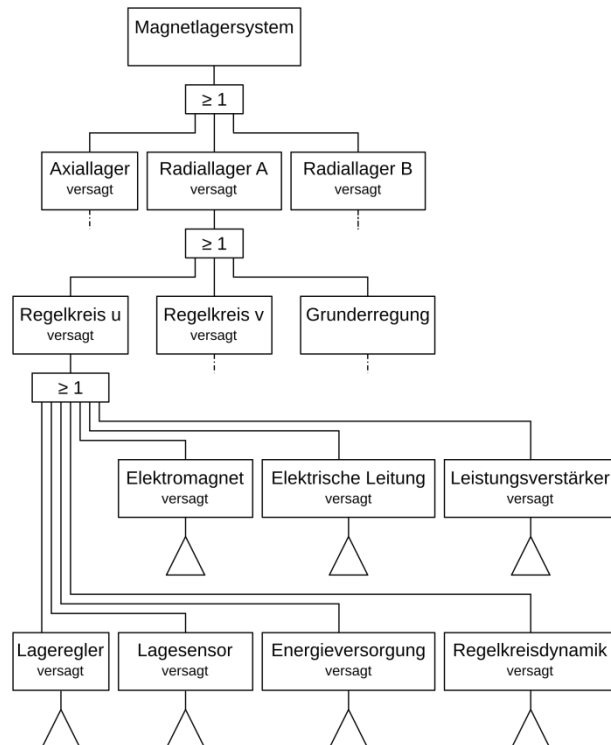 Magnetlagersystem
≥ 1
Axiallager
versagt
Radiallager A
versagt
Radiallager B
versagt
≥ 1
Regelkreis u
versagt
Regelkreis v
versagt
Grunderregung
≥ 1
Elektromagnet
versagt
Elektrische Leitung
versagt
Leistungsverstärker
versagt
Lageregler
versagt
Lagesensor
versagt
Energieversorgung
versagt
Regelkreisdynamik
versagt